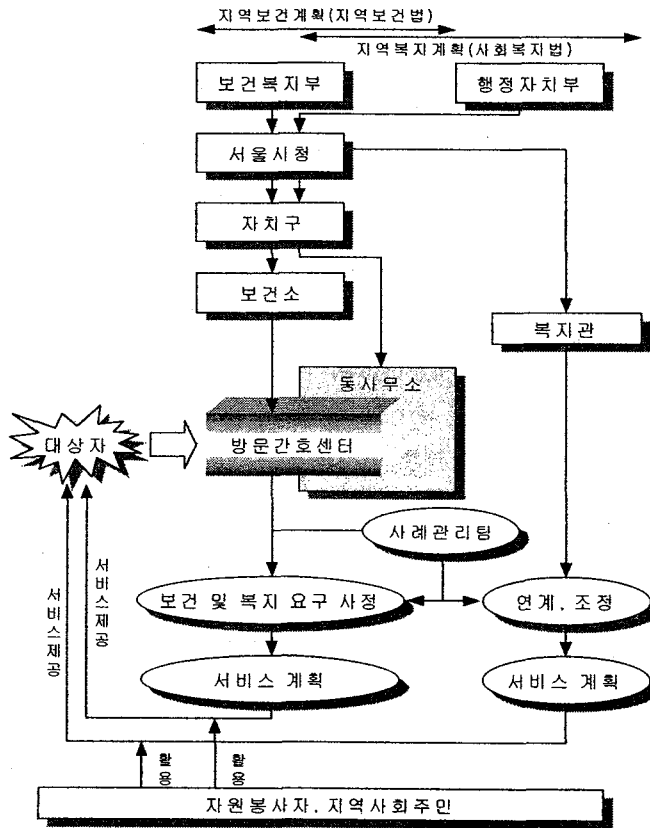 지역보건계획(지역보건법)
지역복지계획(사회복지법)
보건복지부
행정자치부
서울시청
자치구
보건소
복지관
동사무소
대상자
방문간호센터
사례관리팀
서비스제공
서비스제공
보건 및 복지 요구 사정
연계, 조정
서비스 계획
서비스 계획
활용
활용
자원봉사자, 지역사회주민